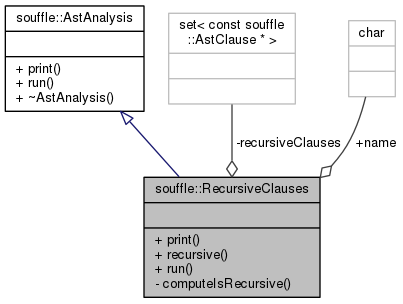 souffle::AstAnalysis
+ print()
+ run()
+ ~AstAnalysis()
set< const souffle
::AstClause * >
char
-recursiveClauses
+name
souffle::RecursiveClauses
+ print()
+ recursive()
+ run()
- computeIsRecursive()